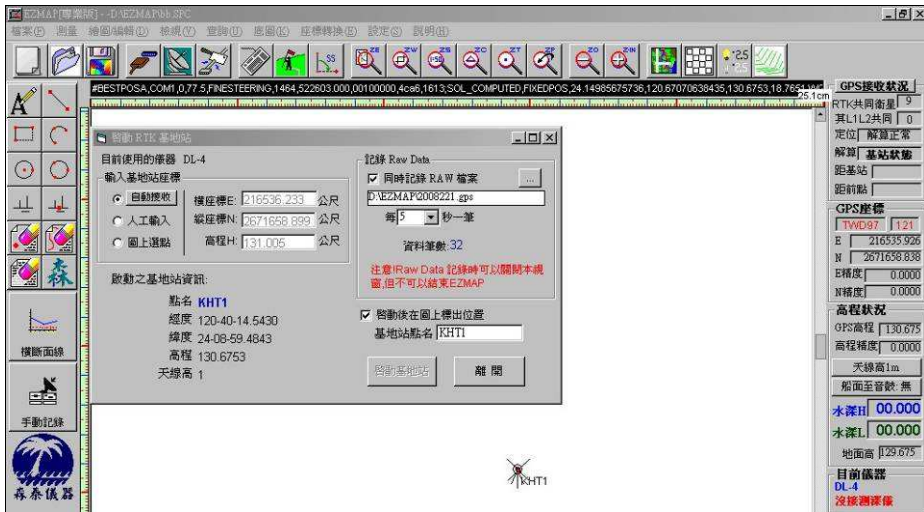 EZMAP[專業版] - -D:\EZMAP\bb.SPC
檔案(F) 測量 繪圖/編輯(D) 檢視(V) 查詢(U) 底圖(K) 座標轉換(E) 設定(S) 說明(H)
#BESTPOSA,COM1,0,77.5,FINESTEERING,1464,522603.000,00100000,4ca6,1613;SOL_COMPUTED,FIXEDPOS,24.14985675736,120.67070638435,130.6753,18.765
25.1cm
啓動 RTK 基地站
目前使用的儀器 DL-4
輸入基地站座標
自動接收
人工輸入
圖上選點
橫座標E: 216536.233 公尺
縱座標N: 2671658.899 公尺
高程H: 131.005 公尺
啟動之基地站資訊:
點名 KHT1
經度 120-40-14.5430
緯度 24-08-59.4843
高程 130.6753
天線高 1
記錄 Raw Data
同時記錄 RAW 檔案 ...
D:\EZMAP\2008221.gps
每 5 秒一筆
資料筆數: 32
注意!Raw Data 記錄時可以關閉本視
窗,但不可以結束EZMAP
啓動後在圖上標出位置
基地站點名 KHT1
啓動基地站
離 開
KHT1
橫斷面線
手動記錄
森
森泰儀器
GPS接收狀況
RTK共同衛星 9
其L1L2共同 0
定位 解算正常
解算 基站狀態
距基站
距前點
GPS座標
TWD97 121
E 216535.926
N 2671658.838
E精度 0.0000
N精度 0.0000
高程狀況
GPS高程 130.675
高程精度 0.0000
天線高1m
船面至音鼓: 無
水深H 00.000
水深L 00.000
地面高 129.675
目前儀器
DL-4
沒接測深儀